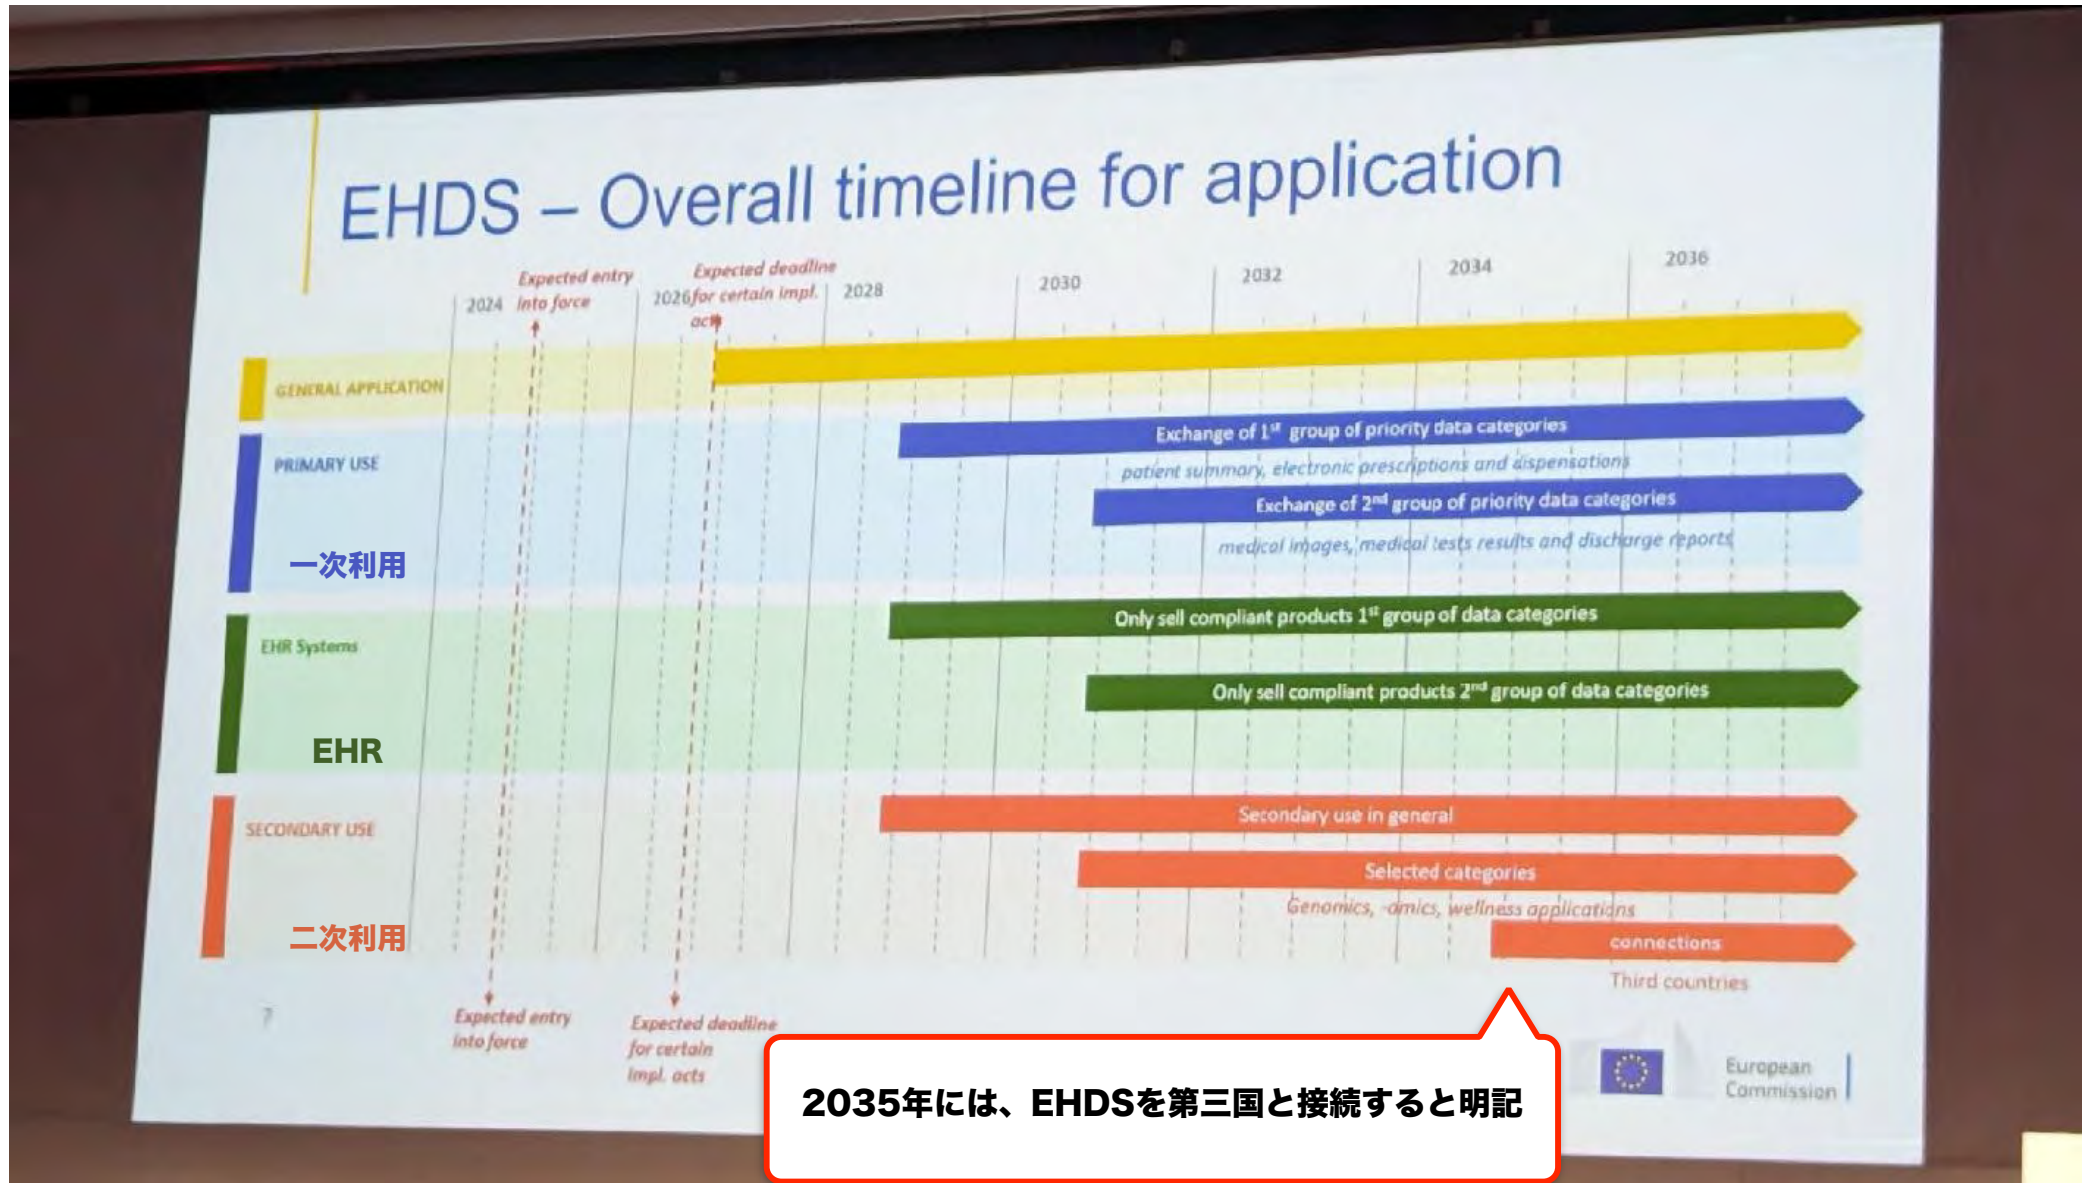 EHDS – Overall timeline for application
Expected entry
into force
Expected deadline
for certain impl.
acts
2024
2026
2028
2030
2032
2034
2036
GENERAL APPLICATION
PRIMARY USE
一次利用
Exchange of 1st group of priority data categories
patient summary, electronic prescriptions and dispensations
Exchange of 2nd group of priority data categories
medical images, medical tests results and discharge reports
EHR Systems
EHR
Only sell compliant products 1st group of data categories
Only sell compliant products 2nd group of data categories
SECONDARY USE
二次利用
Secondary use in general
Selected categories
Genomics, -omics, wellness applications
connections
Third countries
7
Expected entry
into force
Expected deadline
for certain
impl. acts
2035年には、EHDSを第三国と接続すると明記
European
Commission